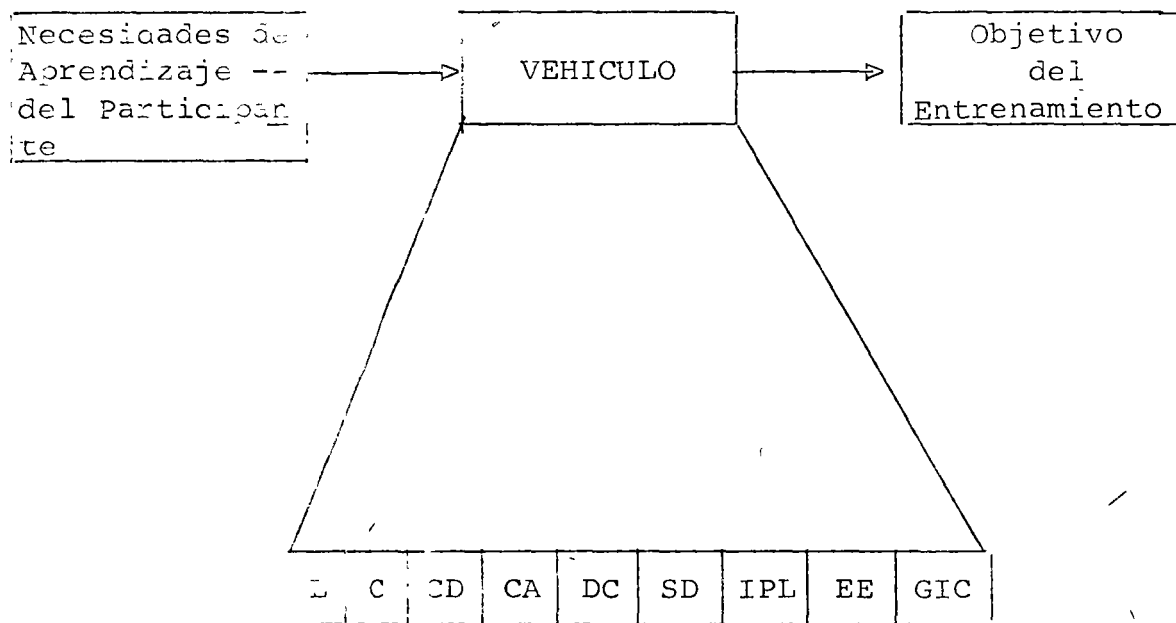 Necesidades de
Aprendizaje --
del Participan
te
VEHICULO
Objetivo
del
Entrenamiento
L C CD CA DC SD IPL EE GIC